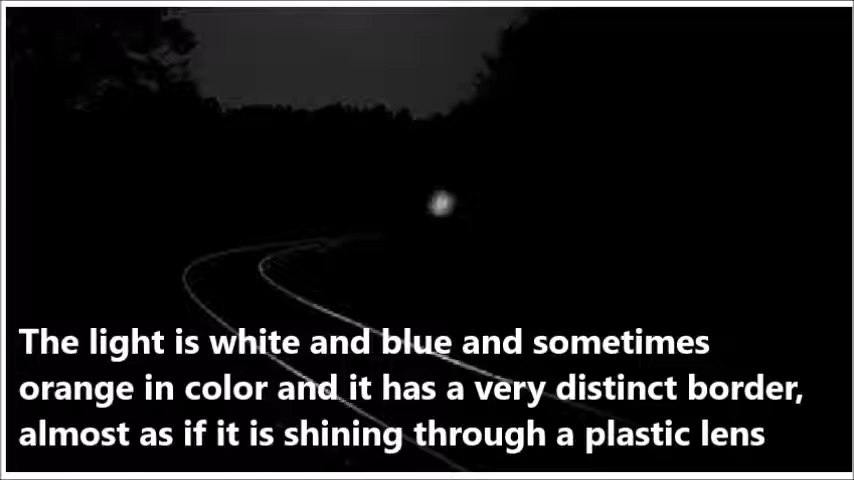 The light is white and blue and sometimes
orange in color and it has a very distinct border,
almost as if it is shining through a plastic lens